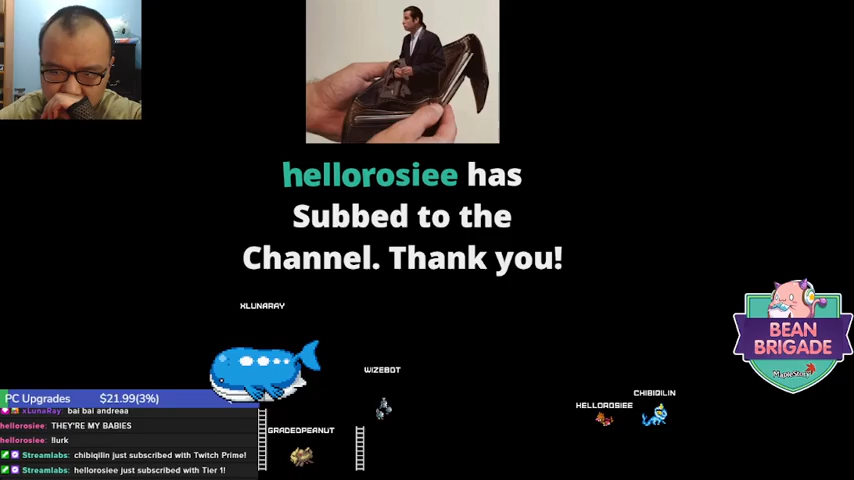 hellorosiee has
Subbed to the
Channel. Thank you!
XLUNARAY
WIZEBOT
CHIBIQILIN
HELLOROSIEE
GRADEDPEANUT
BEAN
BRIGADE
MapleStory
PC Upgrades $21.99(3%)
xLunaRay: bai bai andreaa
hellorosiee: THEY'RE MY BABIES
hellorosiee: !lurk
Streamlabs: chibiqilin just subscribed with Twitch Prime!
Streamlabs: hellorosiee just subscribed with Tier 1!